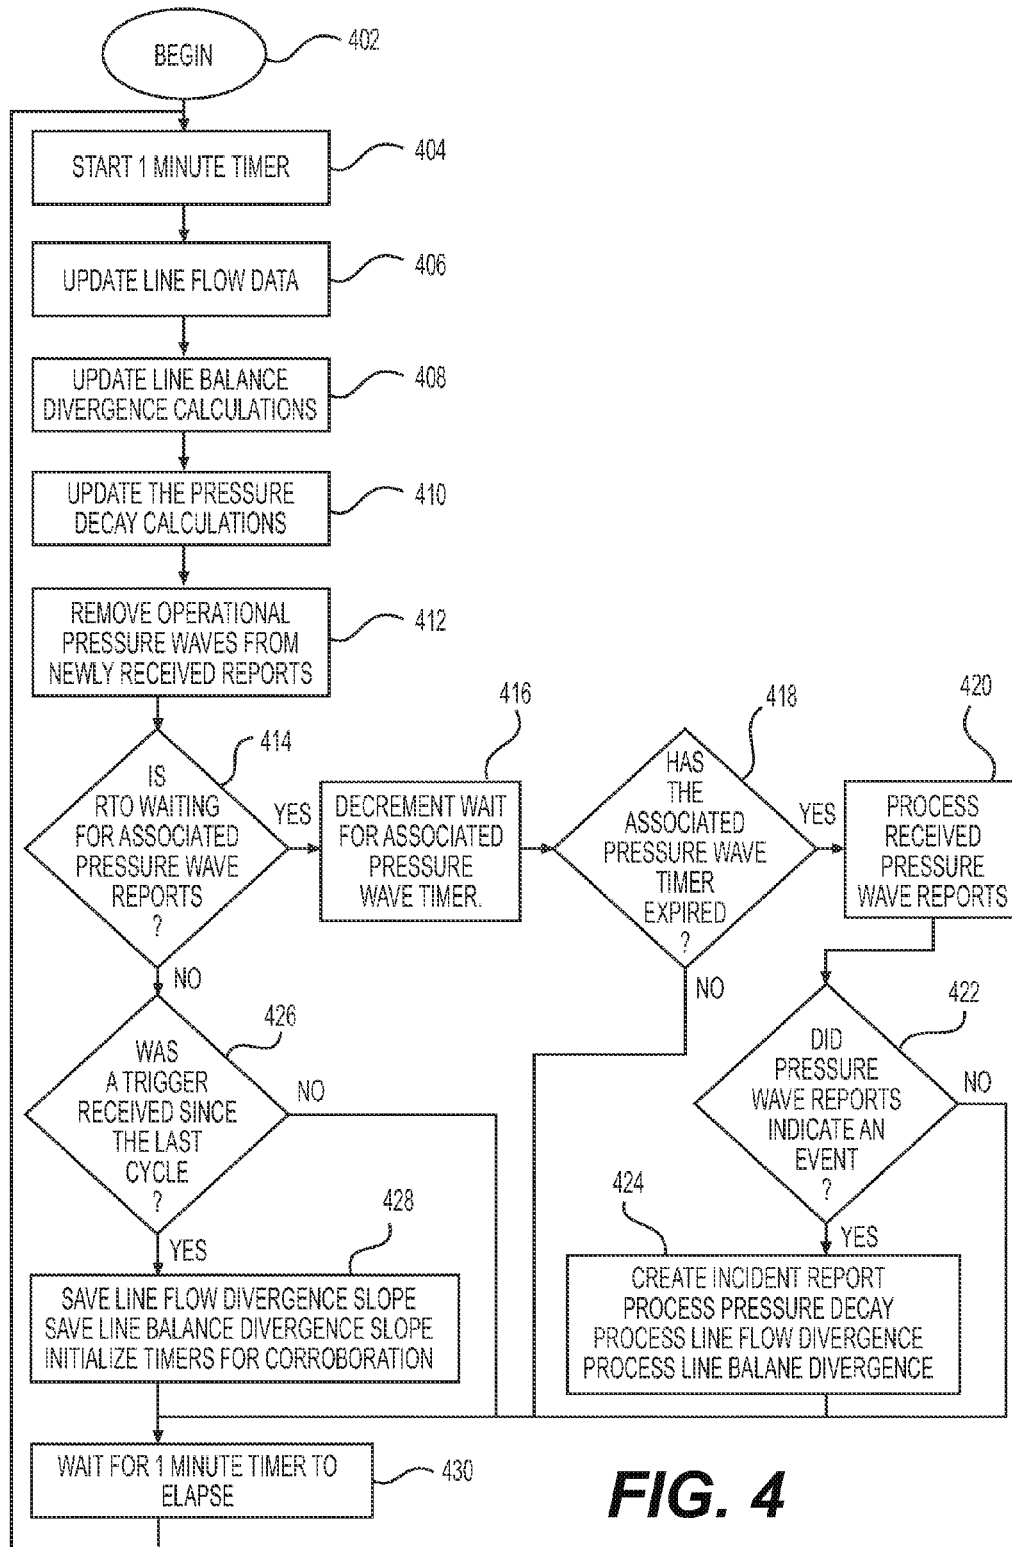 BEGIN
402
START 1 MINUTE TIMER
404
UPDATE LINE FLOW DATA
406
UPDATE LINE BALANCE
DIVERGENCE CALCULATIONS
408
UPDATE THE PRESSURE
DECAY CALCULATIONS
410
REMOVE OPERATIONAL
PRESSURE WAVES FROM
NEWLY RECEIVED REPORTS
412
IS
RTO WAITING
FOR ASSOCIATED
PRESSURE WAVE
REPORTS
?
414
YES
NO
DECREMENT WAIT
FOR ASSOCIATED
PRESSURE
WAVE TIMER.
416
HAS
THE
ASSOCIATED
PRESSURE WAVE
TIMER
EXPIRED
?
418
YES
NO
PROCESS
RECEIVED
PRESSURE
WAVE REPORTS
420
DID
PRESSURE
WAVE REPORTS
INDICATE AN
EVENT
?
422
NO
YES
CREATE INCIDENT REPORT
PROCESS PRESSURE DECAY
PROCESS LINE FLOW DIVERGENCE
PROCESS LINE BALANE DIVERGENCE
424
WAS
A TRIGGER
RECEIVED SINCE
THE LAST
CYCLE
?
426
NO
YES
SAVE LINE FLOW DIVERGENCE SLOPE
SAVE LINE BALANCE DIVERGENCE SLOPE
INITIALIZE TIMERS FOR CORROBORATION
428
WAIT FOR 1 MINUTE TIMER TO
ELAPSE
430
FIG. 4